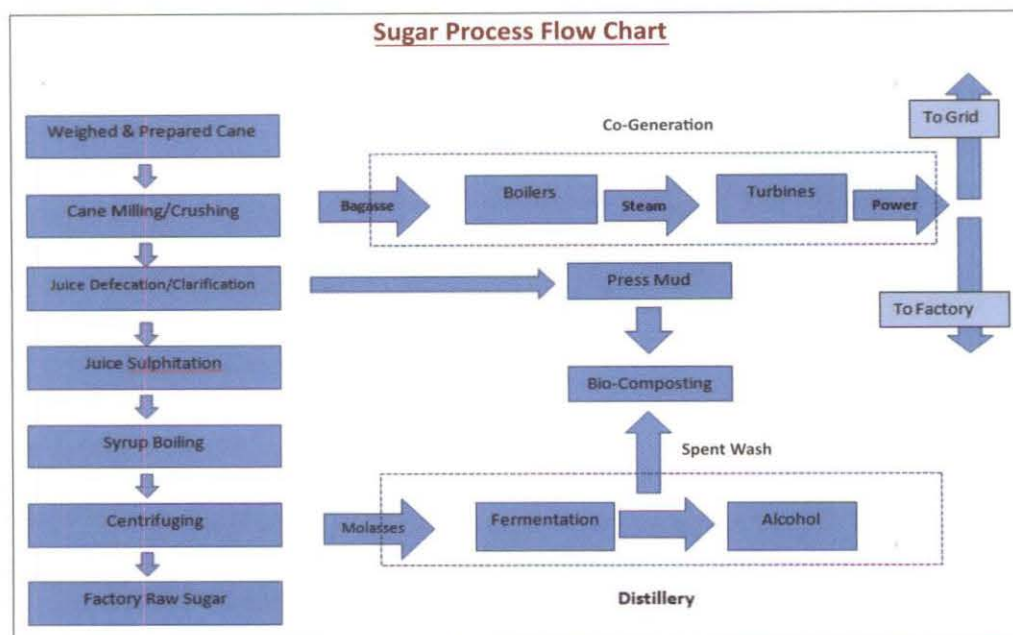 Sugar Process Flow Chart
Weighed & Prepared Cane
Cane Milling/Crushing
Juice Defecation/Clarification
Juice Sulphitation
Syrup Boiling
Centrifuging
Factory Raw Sugar
Co-Generation
Bagasse
Boilers
Steam
Turbines
Power
To Grid
To Factory
Press Mud
Bio-Composting
Spent Wash
Molasses
Fermentation
Alcohol
Distillery